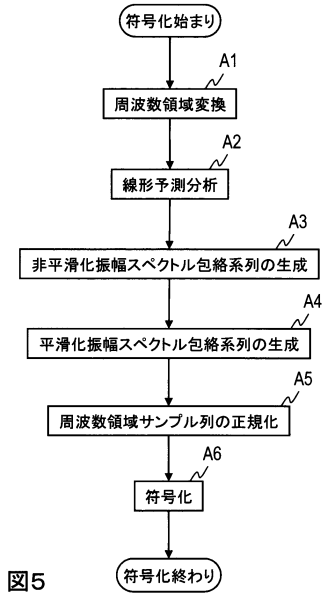 符号化始まり
A1
周波数領域変換
A2
線形予測分析
A3
非平滑化振幅スペクトル包絡系列の生成
A4
平滑化振幅スペクトル包絡系列の生成
A5
周波数領域サンプル列の正規化
A6
符号化
符号化終わり
図5